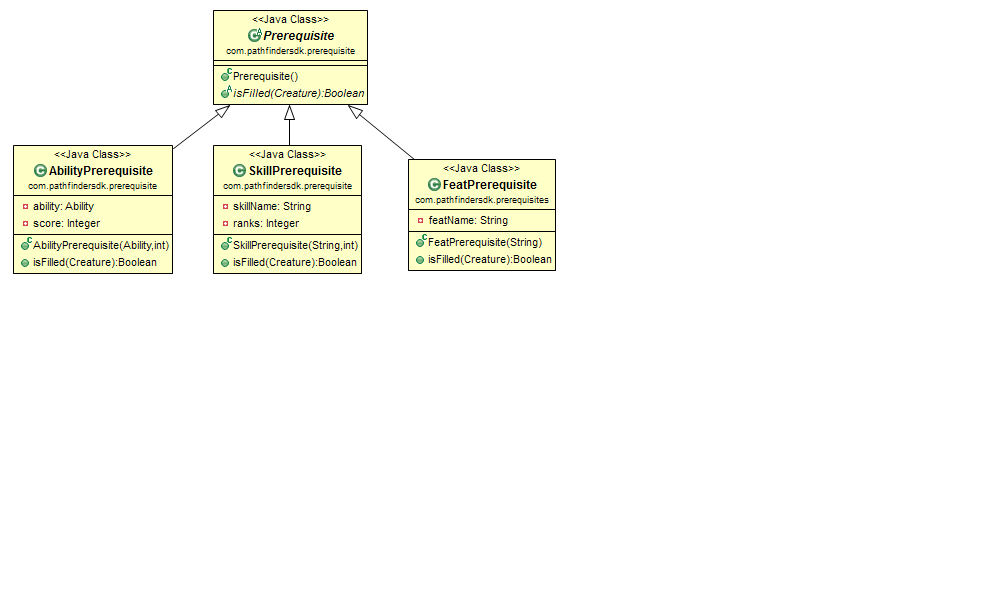 <<Java Class>>
Prerequisite
com.pathfindersdk.prerequisite
Prerequisite()
isFilled(Creature):Boolean
<<Java Class>>
AbilityPrerequisite
com.pathfindersdk.prerequisite
ability: Ability
score: Integer
AbilityPrerequisite(Ability,int)
isFilled(Creature):Boolean
<<Java Class>>
SkillPrerequisite
com.pathfindersdk.prerequisite
skillName: String
ranks: Integer
SkillPrerequisite(String,int)
isFilled(Creature):Boolean
<<Java Class>>
FeatPrerequisite
com.pathfindersdk.prerequisites
featName: String
FeatPrerequisite(String)
isFilled(Creature):Boolean